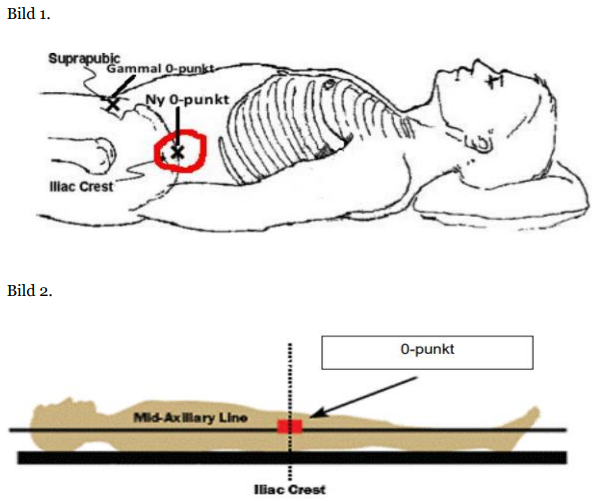 Bild 1.
Suprapubic
Gammal 0-punkt
Ny 0-punkt
Iliac Crest
Bild 2.
0-punkt
Mid-Axillary Line
Iliac Crest